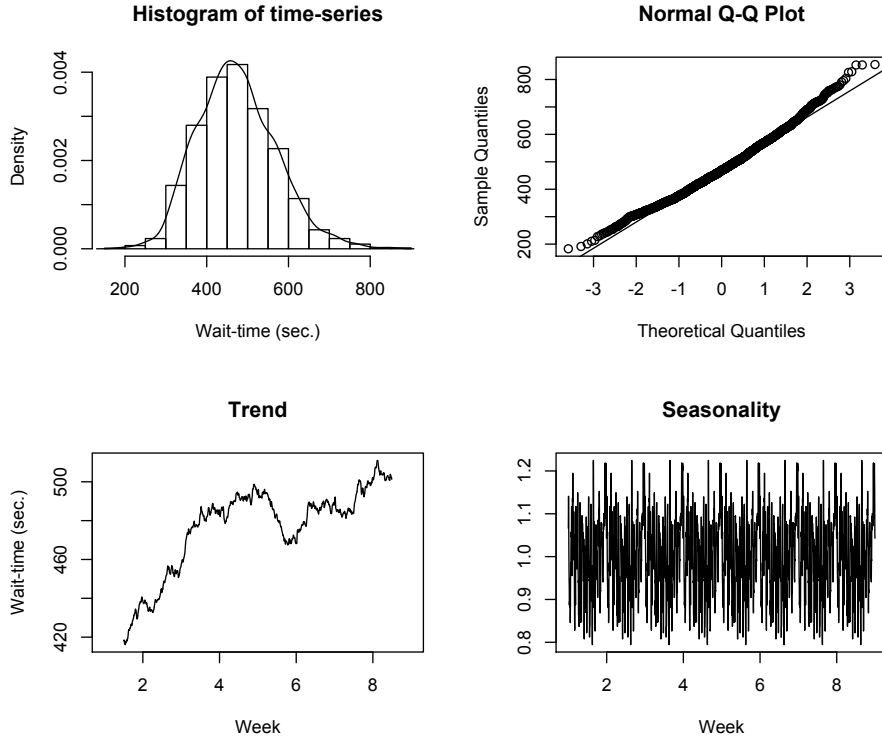 Histogram of time-series
Density
0.000
0.002
0.004
200 400 600 800
Wait-time (sec.)
Normal Q-Q Plot
Sample Quantiles
200
400
600
800
-3 -2 -1 0 1 2 3
Theoretical Quantiles
Trend
Wait-time (sec.)
420
460
500
2 4 6 8
Week
Seasonality
0.8
0.9
1.0
1.1
1.2
2 4 6 8
Week